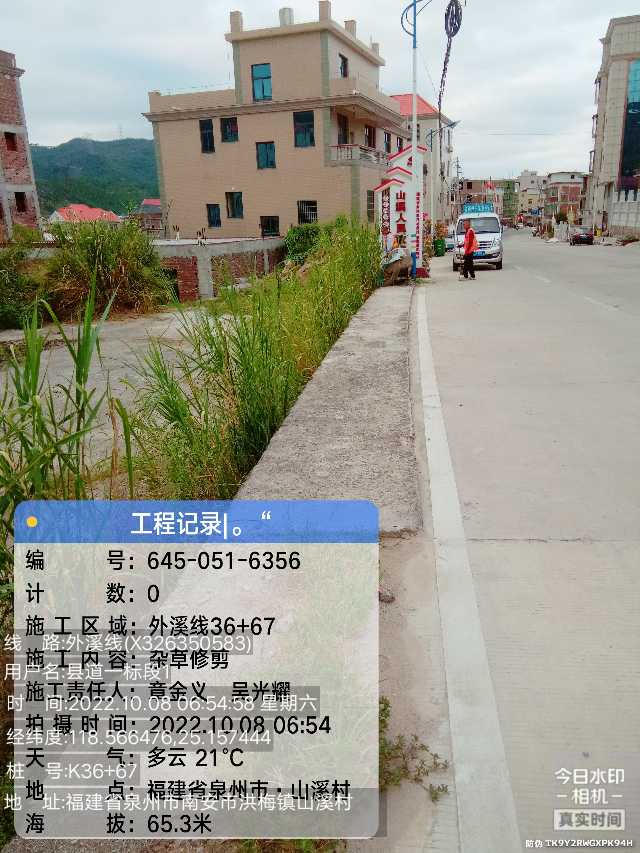 山溪人民
工程记录|。“
编 号：645-051-6356
计 数：0
施工区域：外溪线36+67
线 路:外溪(X326350583)
施工内容：杂草修剪
用户名:县道一标段1
施工责任人：章金义 吴光耀
时 间:2022.10.08 06:54:58 星期六
拍摄时间：2022.10.08 06:54
经纬度:118.566476,25.157444
天 气：多云 21℃
桩 号:K36+67
地 点：福建省泉州市·山溪村
地 址:福建省泉州市南安市洪梅镇山溪村
海 拔：65.3米
今日水印
相机
真实时间
防伪 TK9Y2RWGXPK94H